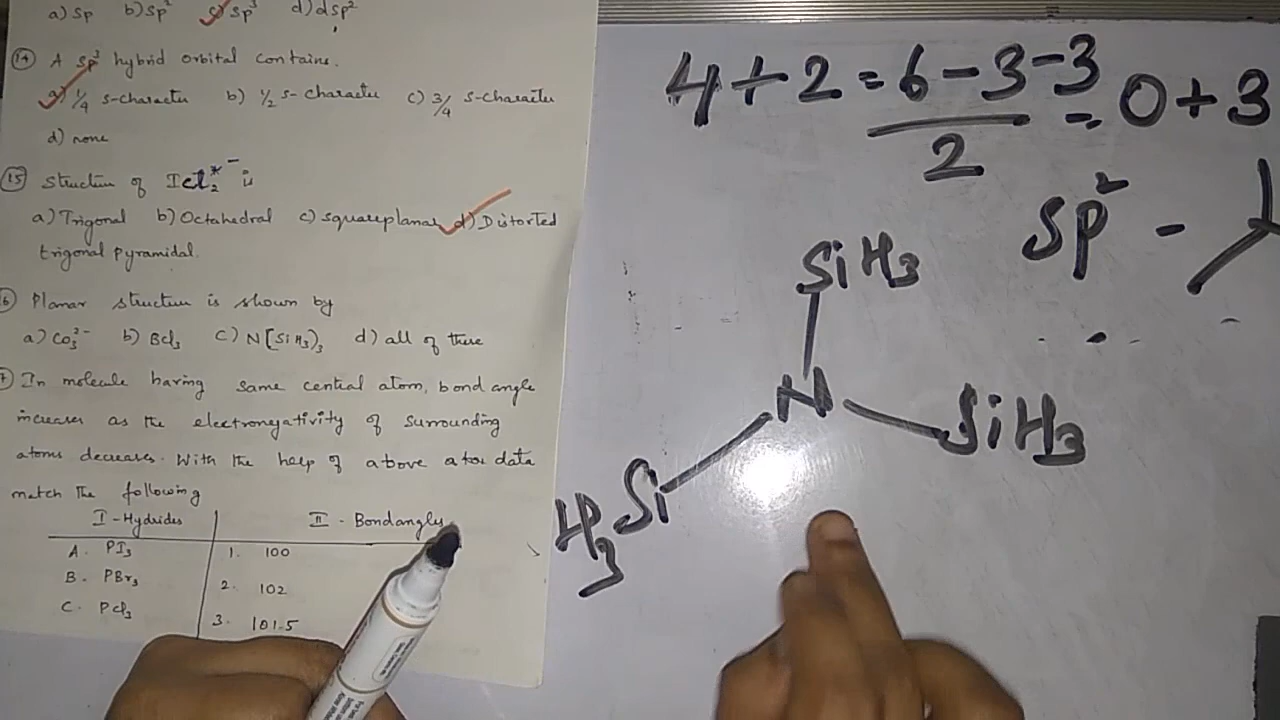 a) Sp b) Sp² c) Sp³ d) dSp²
14 A Sp³ hybrid orbital contains.
a) 1/4 S-character b) 1/2 S-character c) 3/4 S-character
d) none
15 Structure of is
a) Trigonal b) Octahedral c) Squareplanar d) Distorted
trigonal pyramidal.
6 Planar structure is shown by
a) CO₃²⁻ b) BCl₃ c) N[SiH₃]₃ d) all of these
7 In molecule having same central atom, bond angle
increases as the electronegativity of surrounding
atoms decreases. With the help of above data
match the following
I - Hydrides II - Bondangles
A. PI₃ 1. 100
B. PBr₃ 2. 102
C. PCl₃ 3. 101.5
4 + 2 = 6 - 3 - 3 / 2 = 0 + 3
Sp² -
SiH₃
N
SiH₃
H₃Si